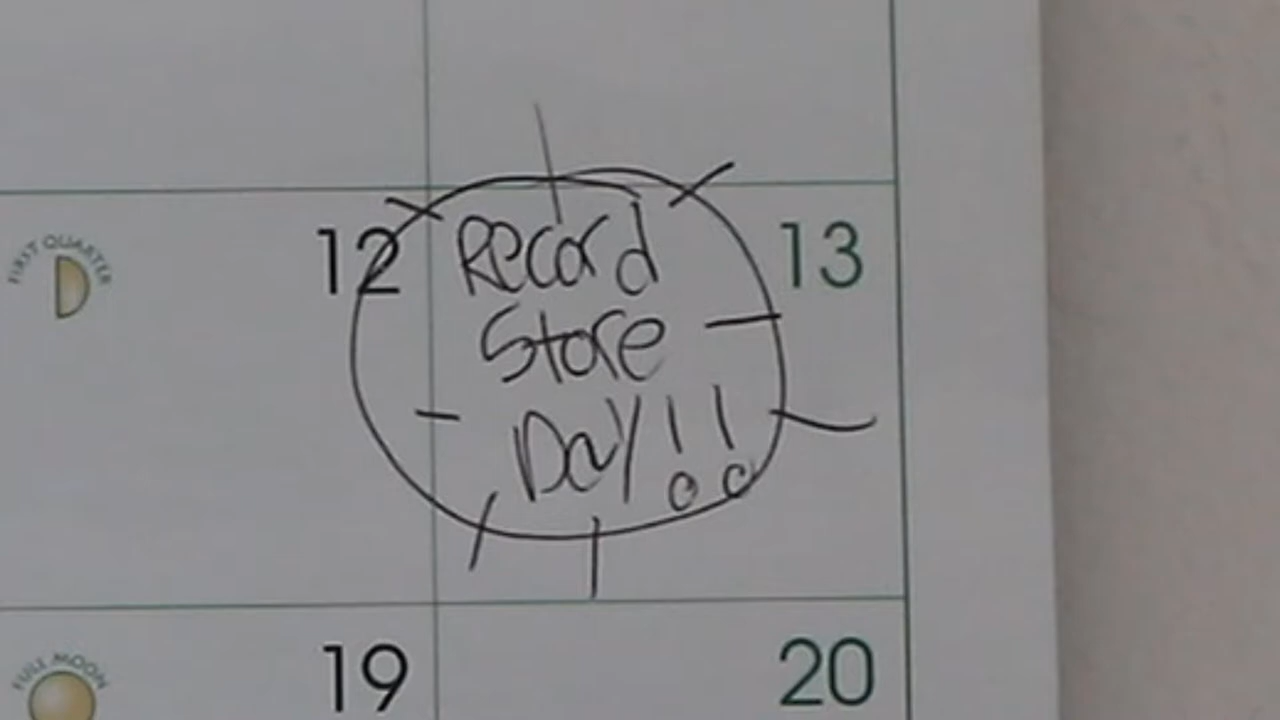 FIRST QUARTER
12
Record
Store
Day!!
13
FULL MOON
19
20